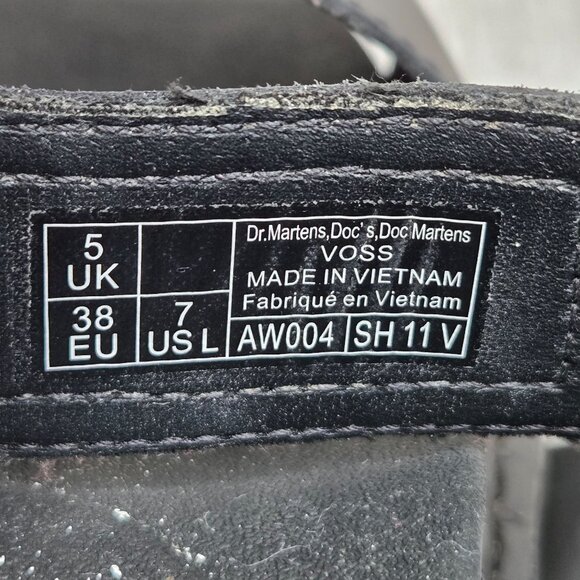 5
UK
38
EU
7
US L
Dr.Martens,Doc's,Doc Martens
VOSS
MADE IN VIETNAM
Fabriqué en Vietnam
AW004 SH 11 V